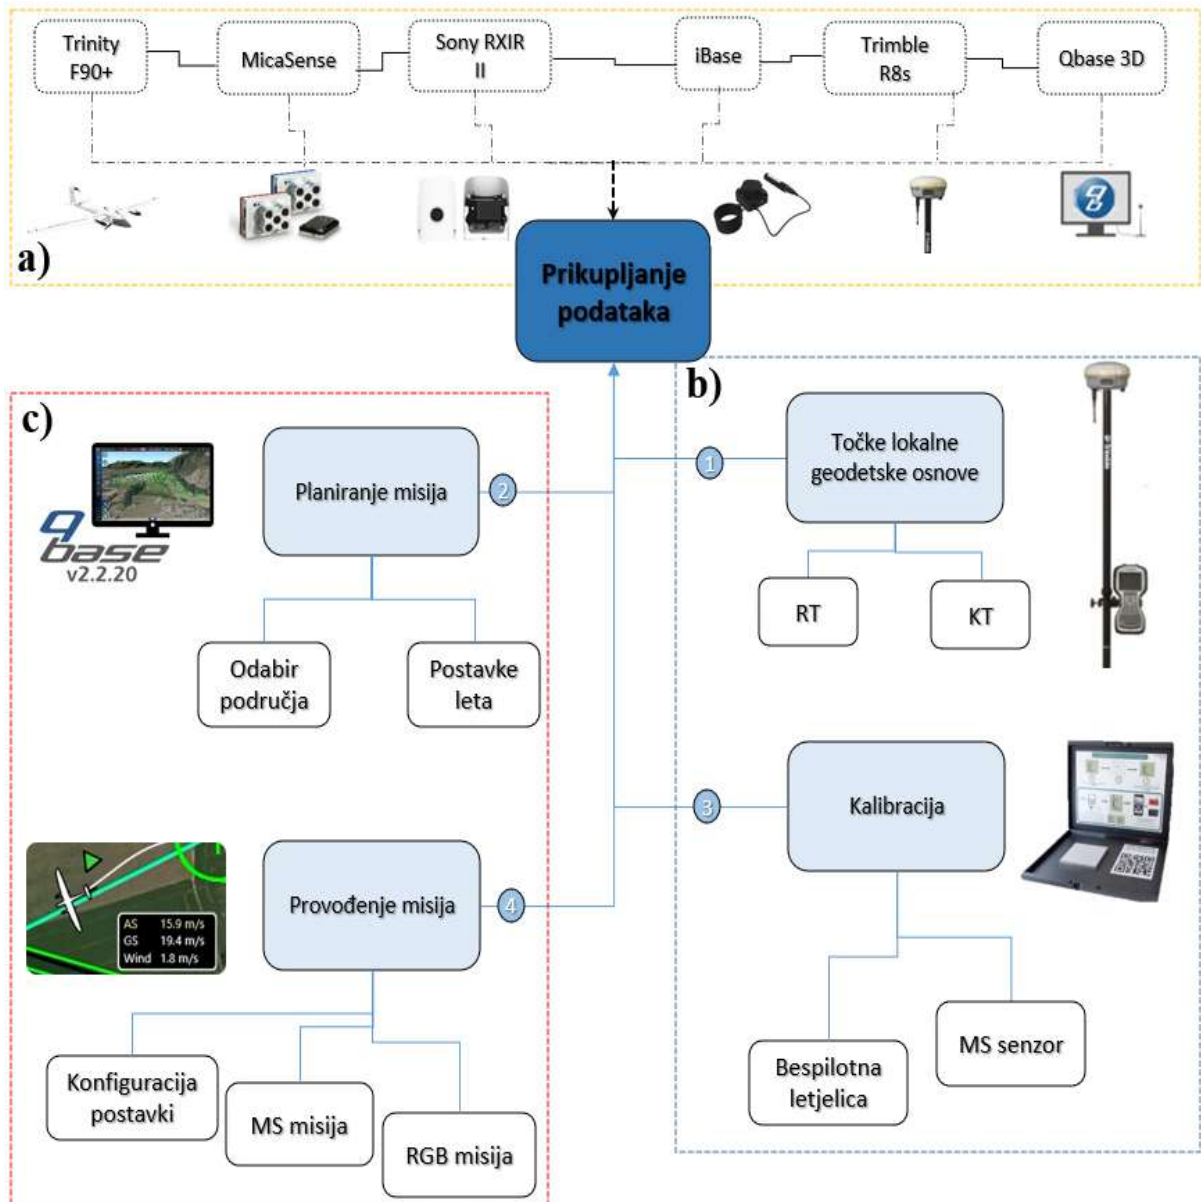 Trinity
F90+
MicaSense
Sony RXIR
II
iBase
Trimble
R8s
Qbase 3D
a)
Prikupljanje
podataka
b)
Točke lokalne
geodetske osnove
1
RT
KT
3
Kalibracija
Bespilotna
letjelica
MS senzor
c)
qbase
v2.2.20
Planiranje misija
2
Odabir
područja
Postavke
leta
Provođenje misija
4
AS 15.9 m/s
GS 19.4 m/s
Wind 1.8 m/s
Konfiguracija
postavki
MS misija
RGB misija